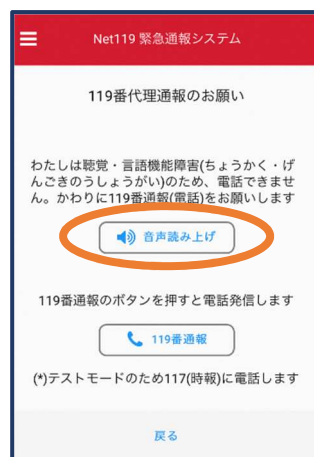 Net119 緊急通報システム
119番代理通報のお願い
わたしは聴覚・言語機能障害(ちょうかく・げ
んごきのうしょうがい)のため、電話できませ
ん。かわりに119番通報(電話)をお願いします
音声読み上げ
119番通報のボタンを押すと電話発信します
119番通報
(*)テストモードのため117(時報)に電話します
戻る